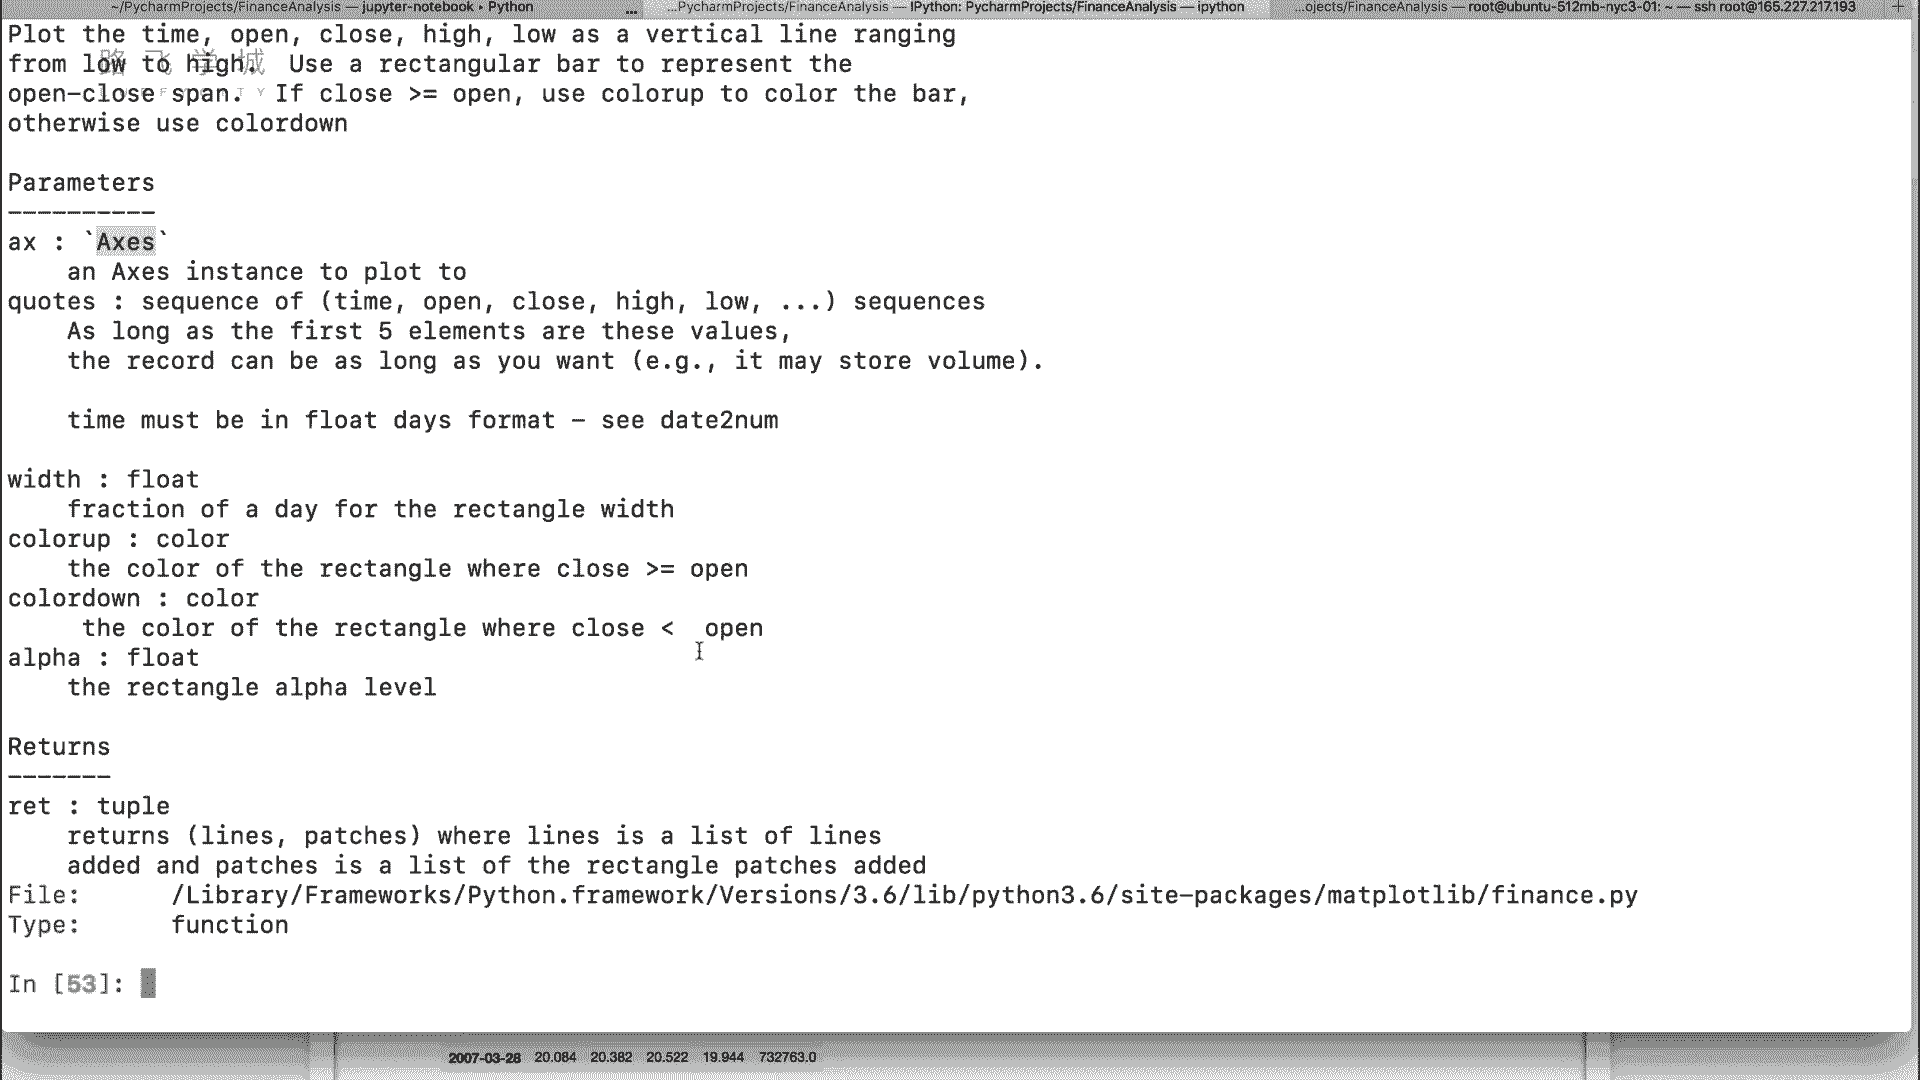 ~/PycharmProjects/FinanceAnalysis — jupyter-notebook • Python ... ...PycharmProjects/FinanceAnalysis — IPython: PycharmProjects/FinanceAnalysis — ipython ...ojects/FinanceAnalysis — root@ubuntu-512mb-nyc3-01: ~ — ssh root@165.227.217.193 +
Plot the time, open, close, high, low as a vertical line ranging
from low to high.  Use a rectangular bar to represent the
路飞学城
open-close span.  If close >= open, use colorup to color the bar,
otherwise use colordown
Parameters
----------
ax : `Axes`
    an Axes instance to plot to
quotes : sequence of (time, open, close, high, low, ...) sequences
    As long as the first 5 elements are these values,
    the record can be as long as you want (e.g., it may store volume).
    time must be in float days format - see date2num
width : float
    fraction of a day for the rectangle width
colorup : color
    the color of the rectangle where close >= open
colordown : color
     the color of the rectangle where close <  open
alpha : float
    the rectangle alpha level
Returns
-------
ret : tuple
    returns (lines, patches) where lines is a list of lines
    added and patches is a list of the rectangle patches added
File:      /Library/Frameworks/Python.framework/Versions/3.6/lib/python3.6/site-packages/matplotlib/finance.py
Type:      function
In [53]:
2007-03-28 20.084 20.382 20.522 19.944 732763.0